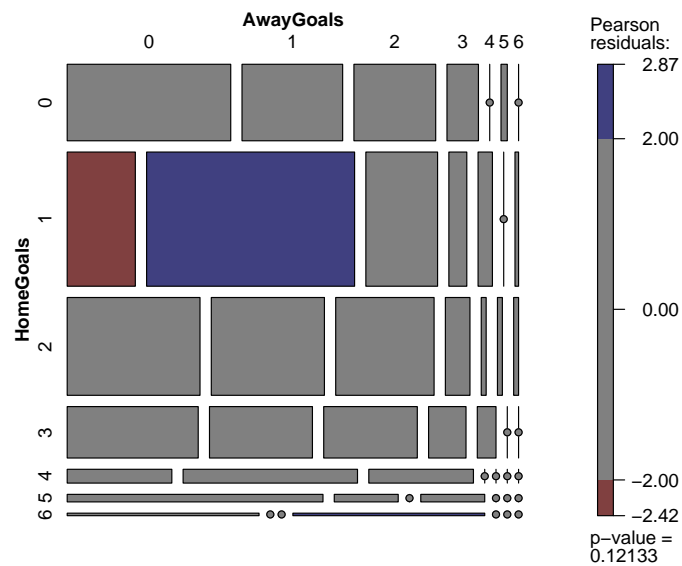 AwayGoals
0 1 2 3 4 5 6
HomeGoals
0
1
2
3
4
5
6
Pearson
residuals:
2.87
2.00
0.00
−2.00
−2.42
p−value =
0.12133